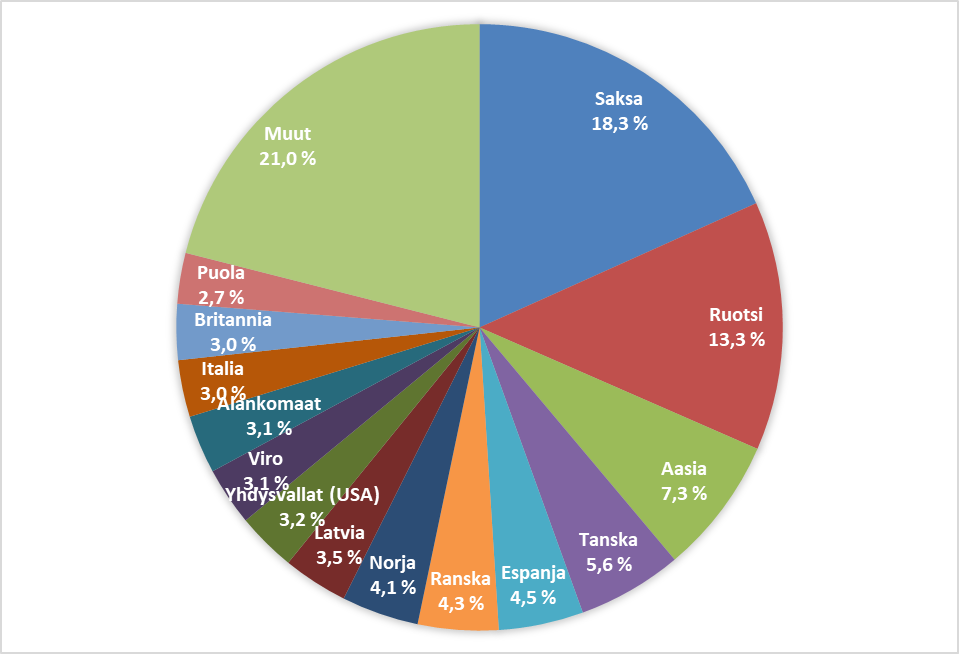 Saksa
18,3 %
Ruotsi
13,3 %
Aasia
7,3 %
Tanska
5,6 %
Espanja
4,5 %
Ranska
4,3 %
Norja
4,1 %
Latvia
3,5 %
Yhdysvallat (USA)
3,2 %
Viro
3,1 %
Alankomaat
3,1 %
Italia
3,0 %
Britannia
3,0 %
Puola
2,7 %
Muut
21,0 %